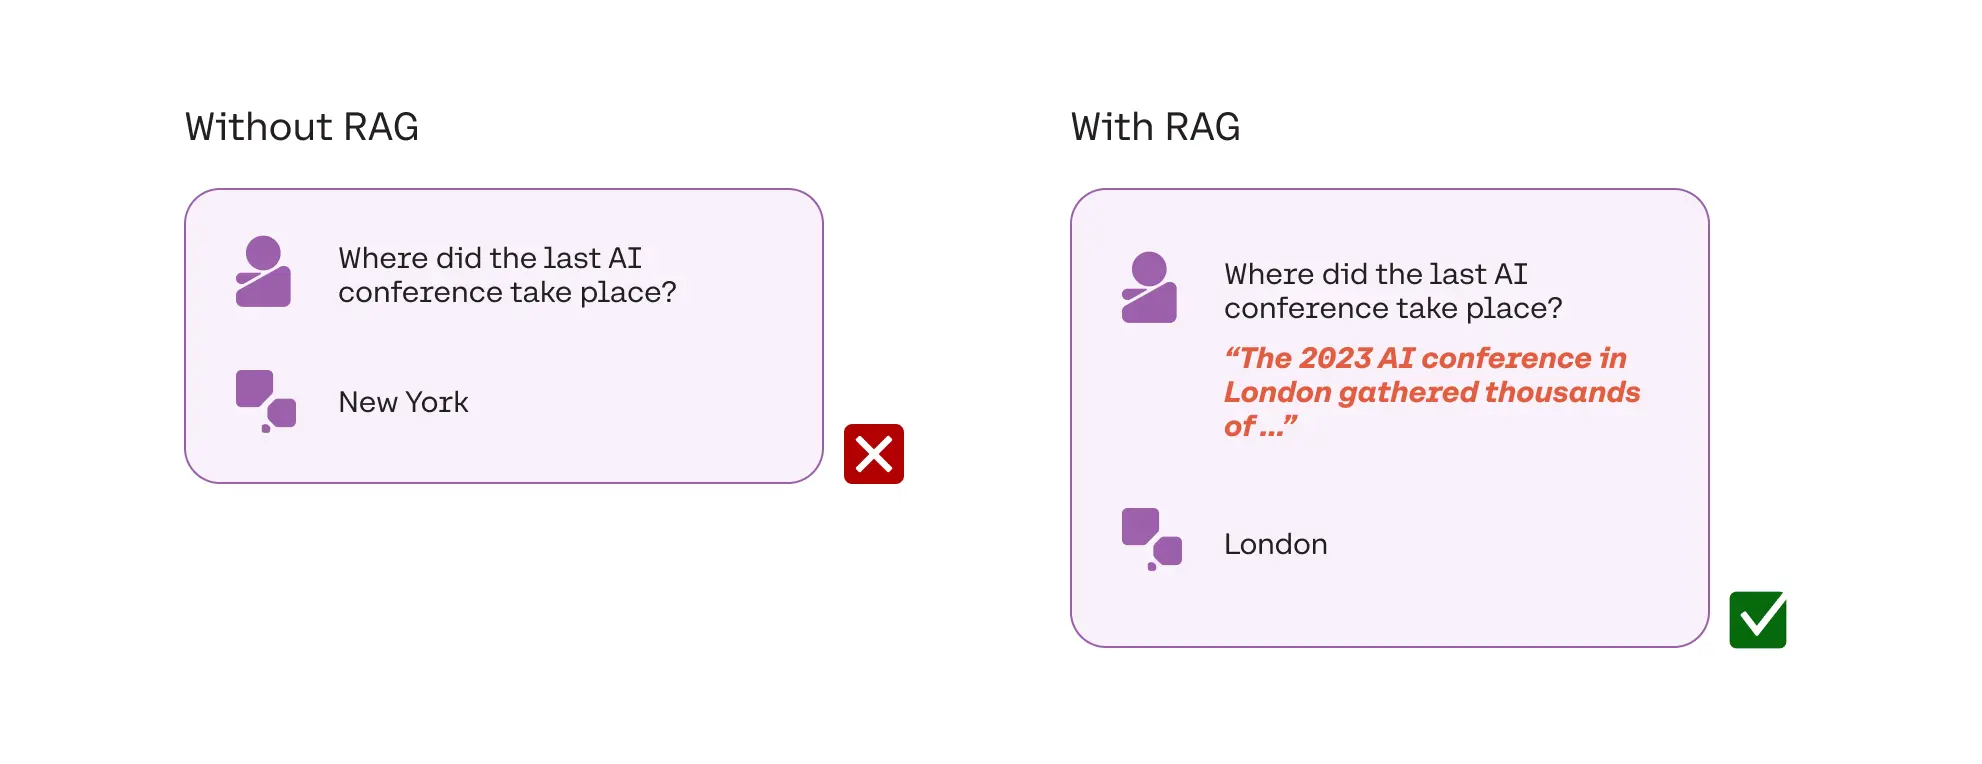 Without RAG
Where did the last AI
conference take place?
New York
With RAG
Where did the last AI
conference take place?
“The 2023 AI conference in
London gathered thousands
of ...”
London